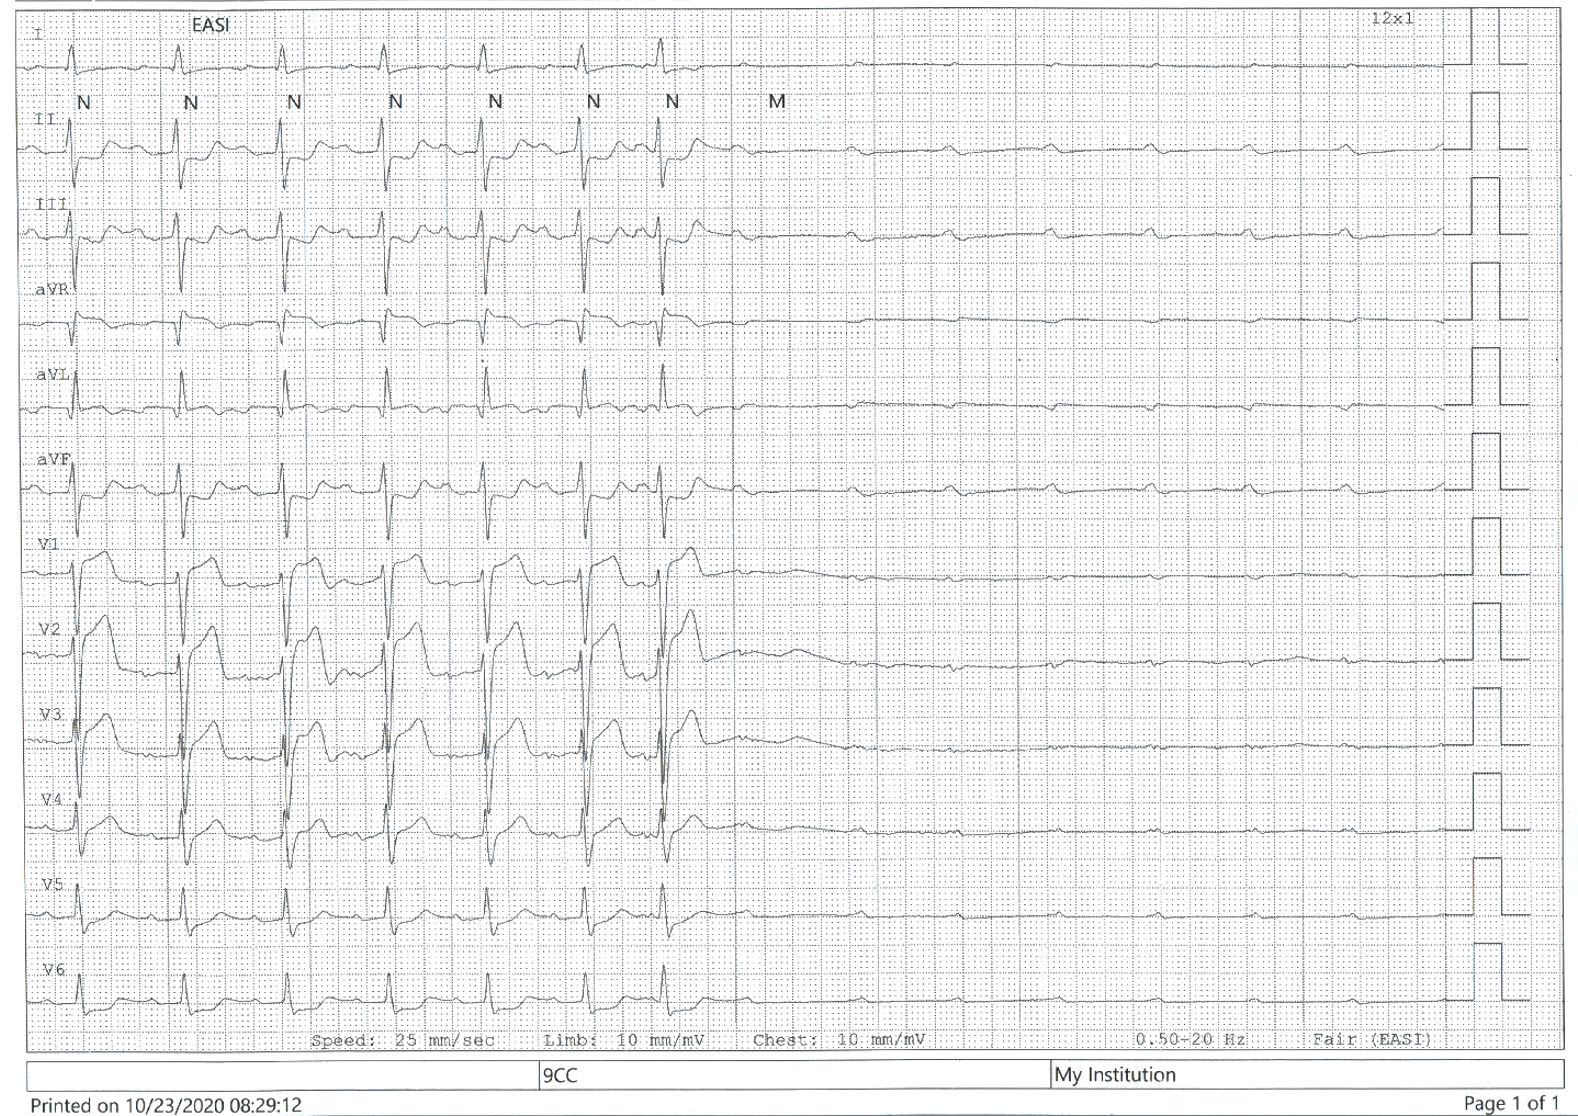 EASI
12x1
I
N N N N N N N M
II
III
aVR
aVL
aVF
V1
V2
V3
V4
V5
V6
Speed: 25 mm/sec Limb: 10 mm/mV Chest: 10 mm/mV 0.50-20 Hz Fair (EASI)
9CC My Institution
Printed on 10/23/2020 08:29:12 Page 1 of 1